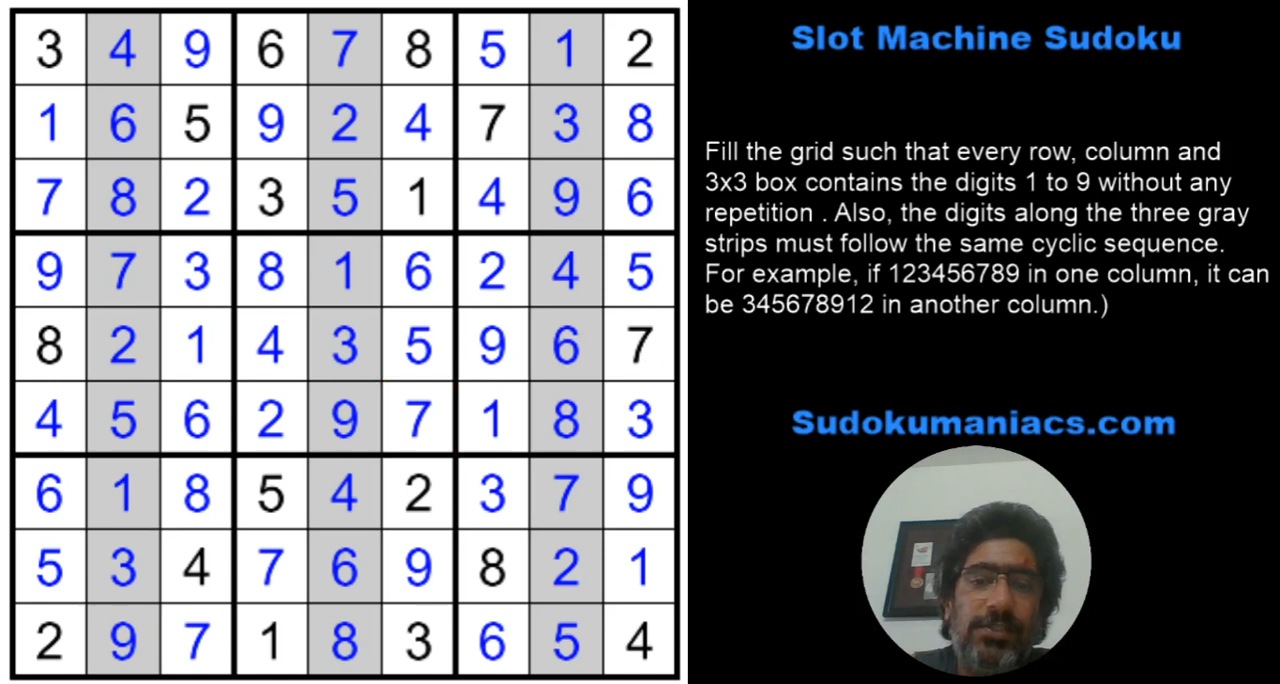 3 4 9 6 7 8 5 1 2
1 6 5 9 2 4 7 3 8
7 8 2 3 5 1 4 9 6
9 7 3 8 1 6 2 4 5
8 2 1 4 3 5 9 6 7
4 5 6 2 9 7 1 8 3
6 1 8 5 4 2 3 7 9
5 3 4 7 6 9 8 2 1
2 9 7 1 8 3 6 5 4
Slot Machine Sudoku
Fill the grid such that every row, column and
3x3 box contains the digits 1 to 9 without any
repetition . Also, the digits along the three gray
strips must follow the same cyclic sequence.
For example, if 123456789 in one column, it can
be 345678912 in another column.)
Sudokumaniacs.com